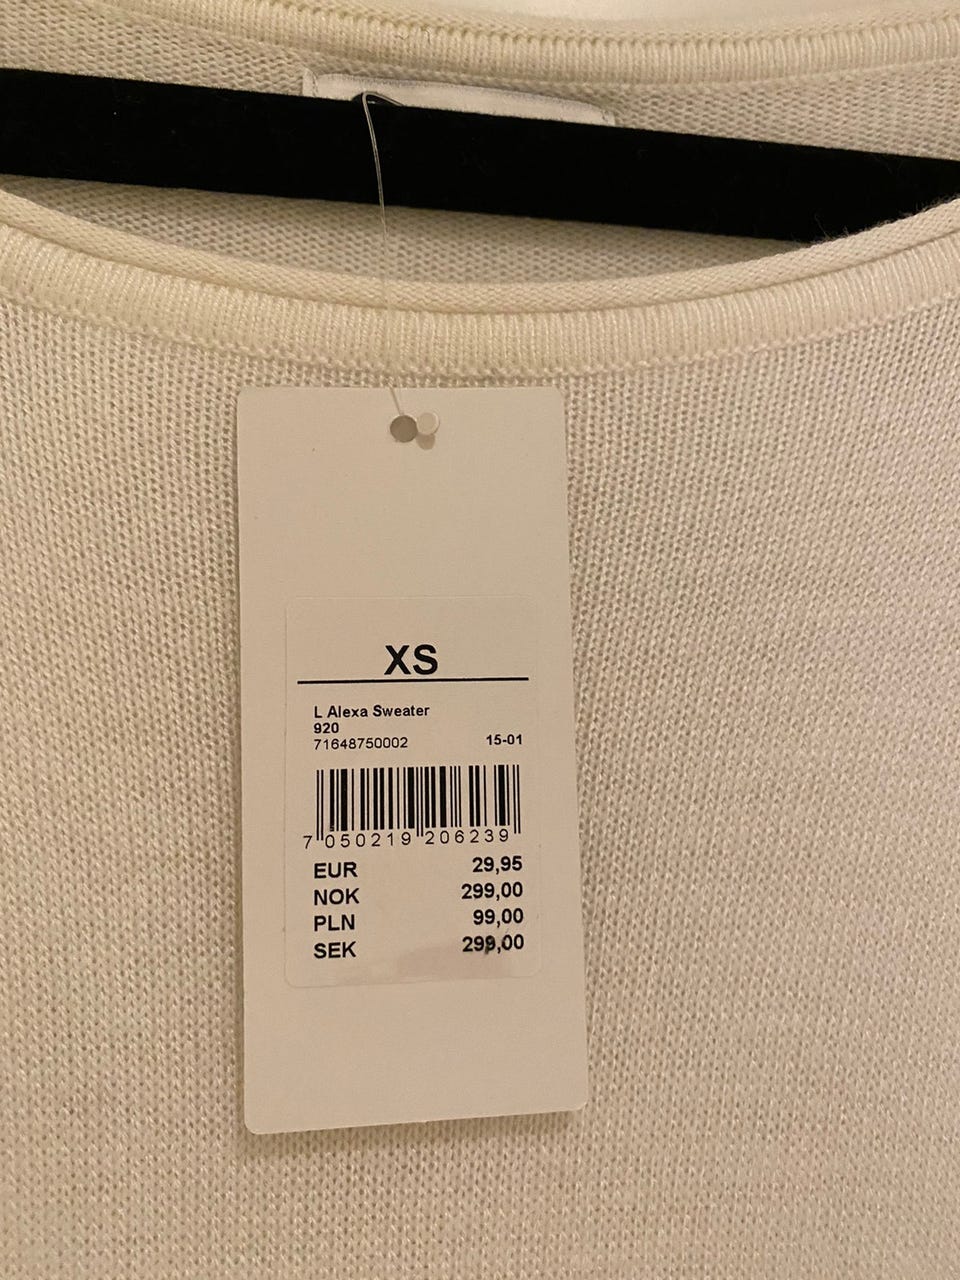 XS
L Alexa Sweater
920
71648750002 15-01
7 050219 206239
EUR 29,95
NOK 299,00
PLN 99,00
SEK 299,00